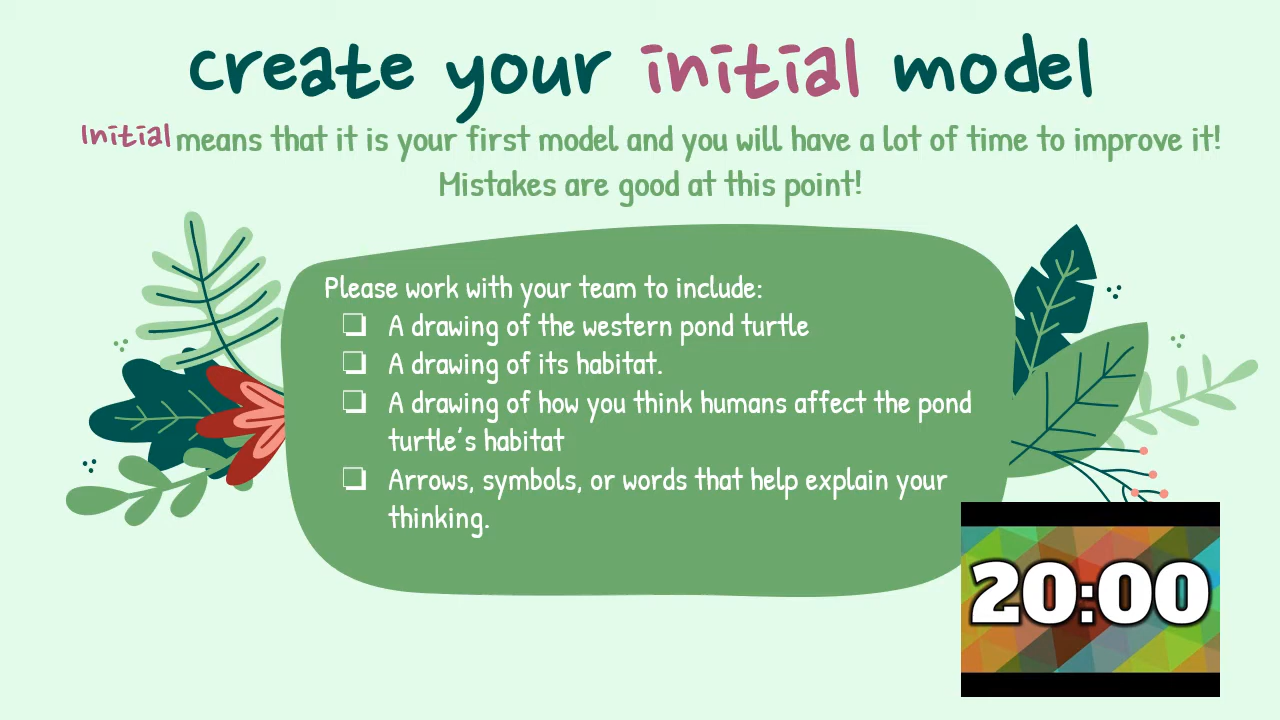 create your initial model
Initial means that it is your first model and you will have a lot of time to improve it!
Mistakes are good at this point!
Please work with your team to include:
❏ A drawing of the western pond turtle
❏ A drawing of its habitat.
❏ A drawing of how you think humans affect the pond
turtle's habitat
❏ Arrows, symbols, or words that help explain your
thinking.
20:00